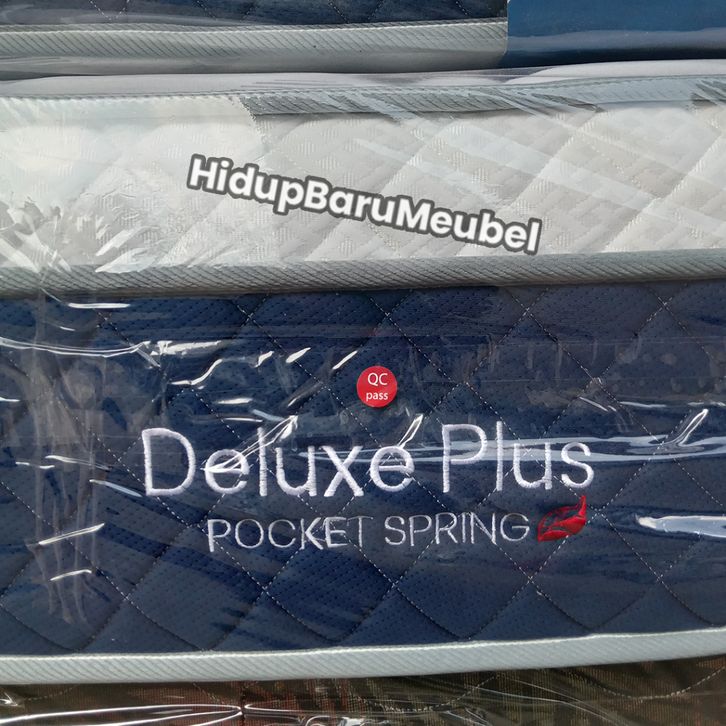 HidupBaruMeubel
QC
pass
Deluxe Plus
POCKET SPRING